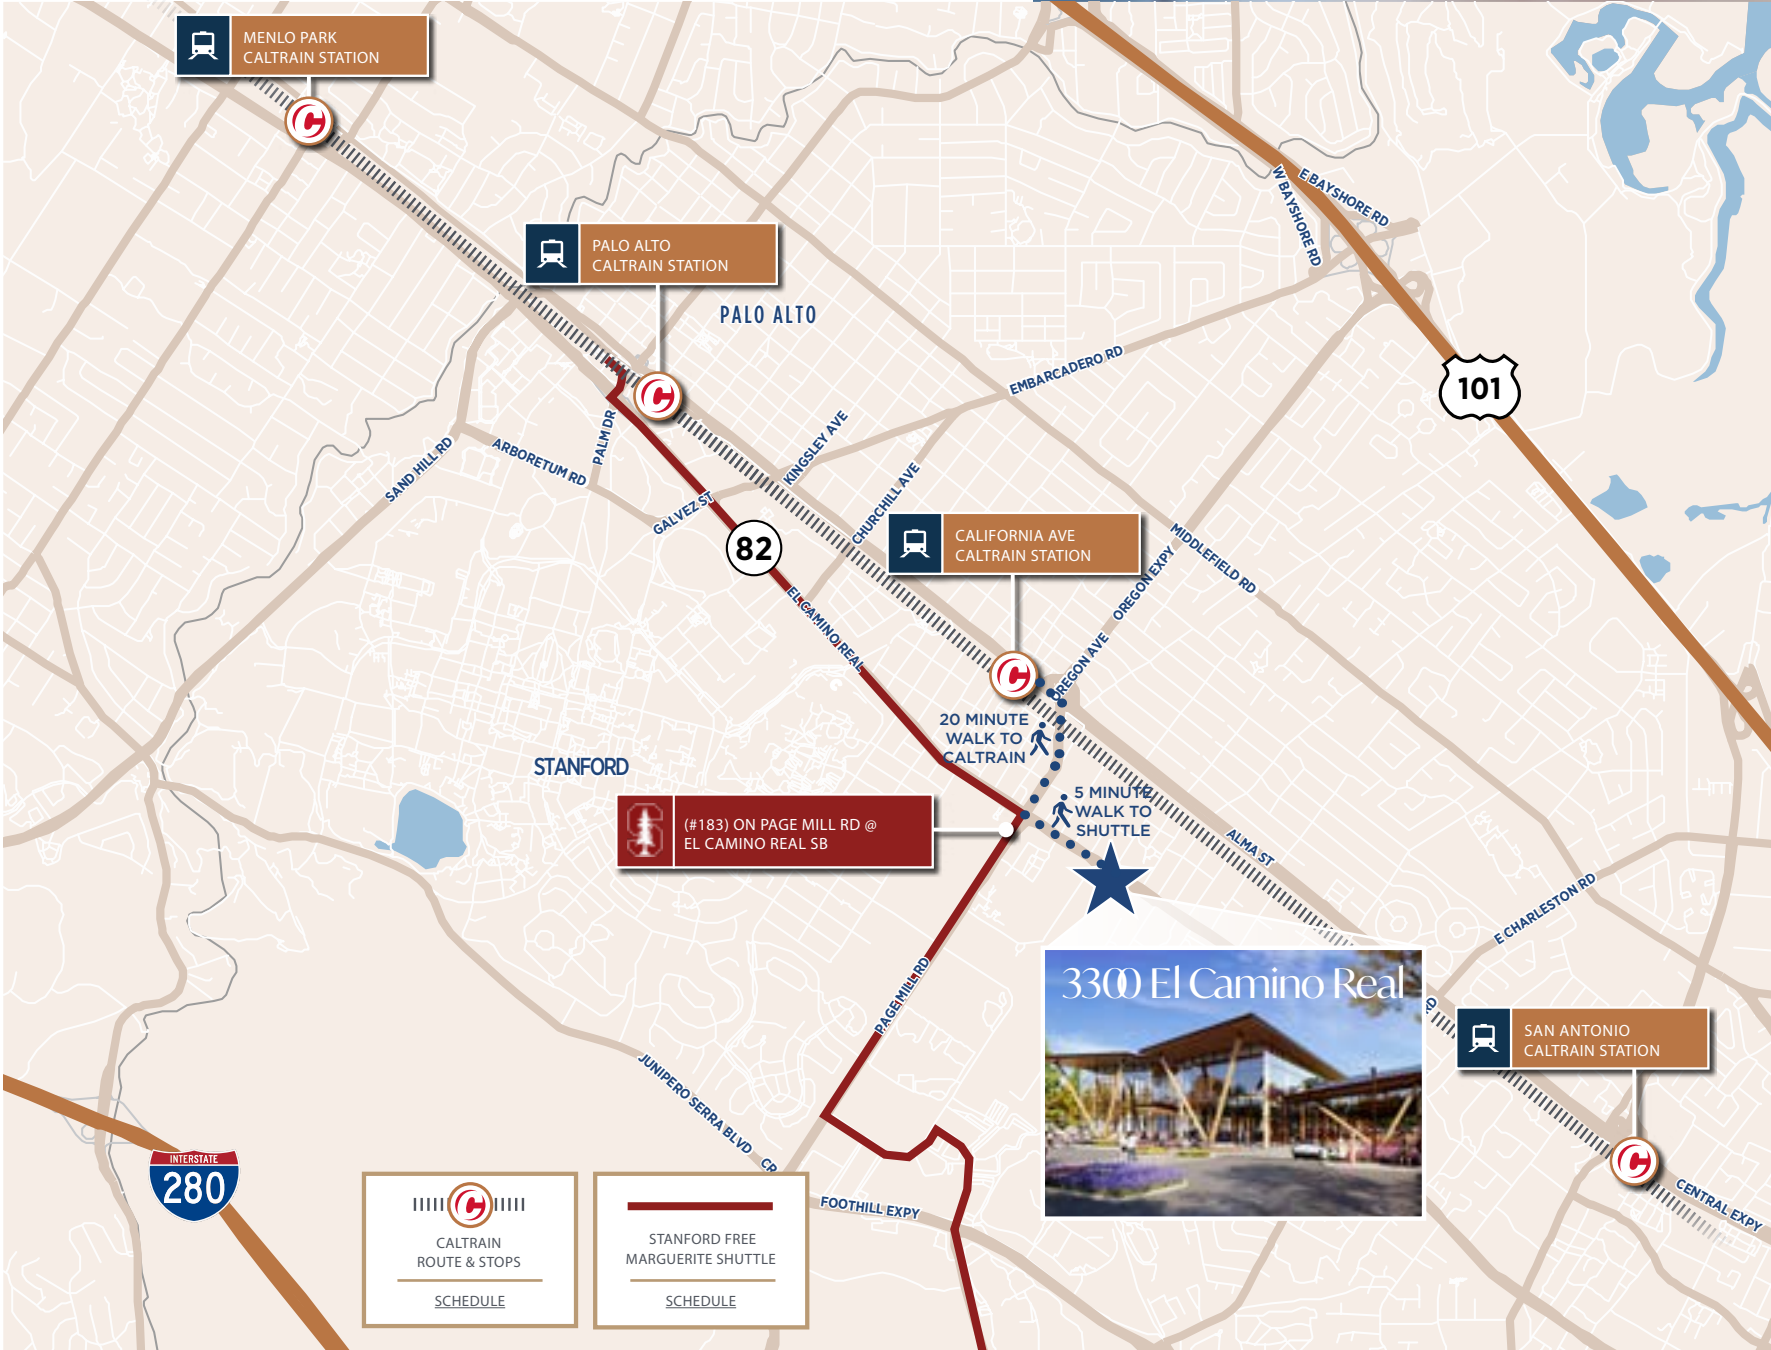 MENLO PARK
CALTRAIN STATION
PALO ALTO
CALTRAIN STATION
PALO ALTO
E BAYSHORE RD
W BAYSHORE RD
101
EMBARCADERO RD
KINGSLEY AVE
CHURCHILL AVE
PALM DR
SAND HILL RD
ARBORETUM RD
GALVEZ ST
82
EL CAMINO REAL
CALIFORNIA AVE
CALTRAIN STATION
MIDDLEFIELD RD
OREGON EXPY
OREGON AVE
20 MINUTE
WALK TO
CALTRAIN
STANFORD
5 MINUTE
WALK TO
SHUTTLE
(#183) ON PAGE MILL RD @
EL CAMINO REAL SB
ALMA ST
E CHARLESTON RD
PAGE MILL RD
3300 El Camino Real
SAN ANTONIO
CALTRAIN STATION
CENTRAL EXPY
JUNIPERO SERRA BLVD
CR
FOOTHILL EXPY
INTERSTATE
280
C
CALTRAIN
ROUTE & STOPS
SCHEDULE
STANFORD FREE
MARGUERITE SHUTTLE
SCHEDULE